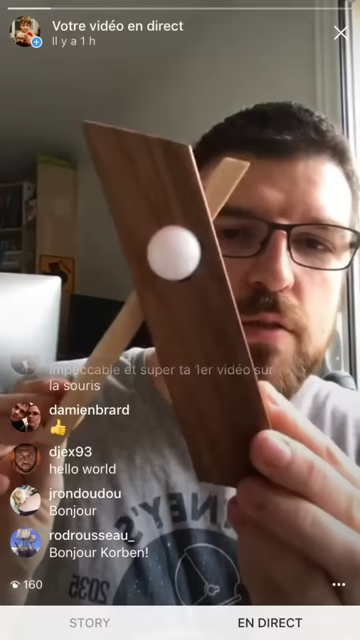 Votre vidéo en direct
Il y a 1 h
Impeccable et super ta 1er vidéo sur
la souris
damienbrard
👍
djex93
hello world
jrondoudou
Bonjour
rodrousseau_
Bonjour Korben!
160
2035
STORY
EN DIRECT